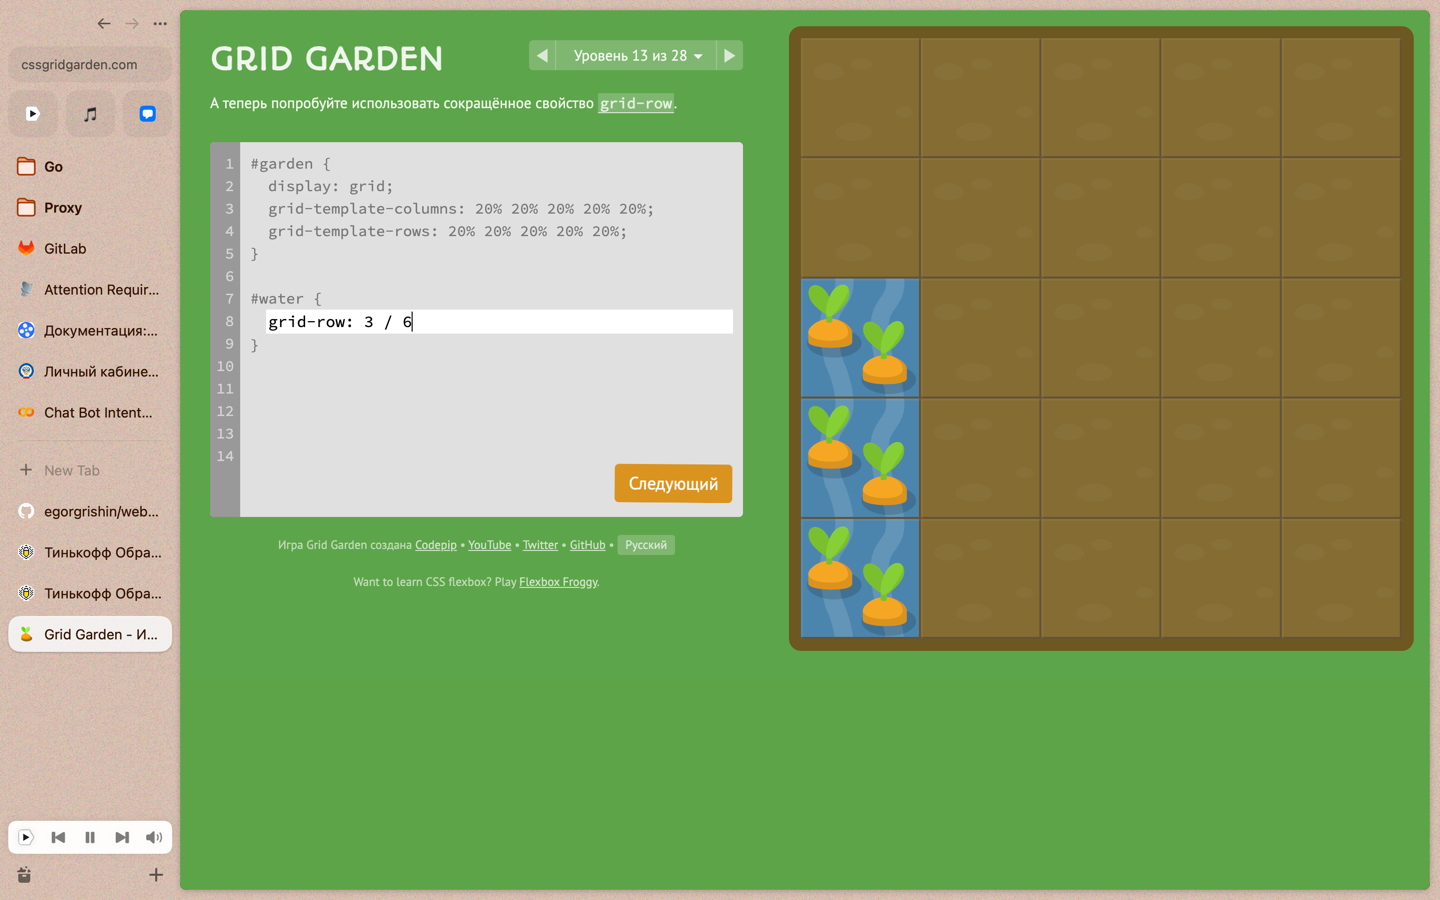 cssgridgarden.com
Go
Proxy
GitLab
Attention Requir...
Документация:...
Личный кабине...
Chat Bot Intent...
New Tab
egorgrishin/web...
Тинькофф Обра...
Тинькофф Обра...
Grid Garden - И...
GRID GARDEN
Уровень 13 из 28
А теперь попробуйте использовать сокращённое свойство grid-row.
1 #garden {
2 display: grid;
3 grid-template-columns: 20% 20% 20% 20% 20%;
4 grid-template-rows: 20% 20% 20% 20% 20%;
5 }
6
7 #water {
8 grid-row: 3 / 6
9 }
10
11
12
13
14
Следующий
Игра Grid Garden создана Codepip • YouTube • Twitter • GitHub • Русский
Want to learn CSS flexbox? Play Flexbox Froggy.